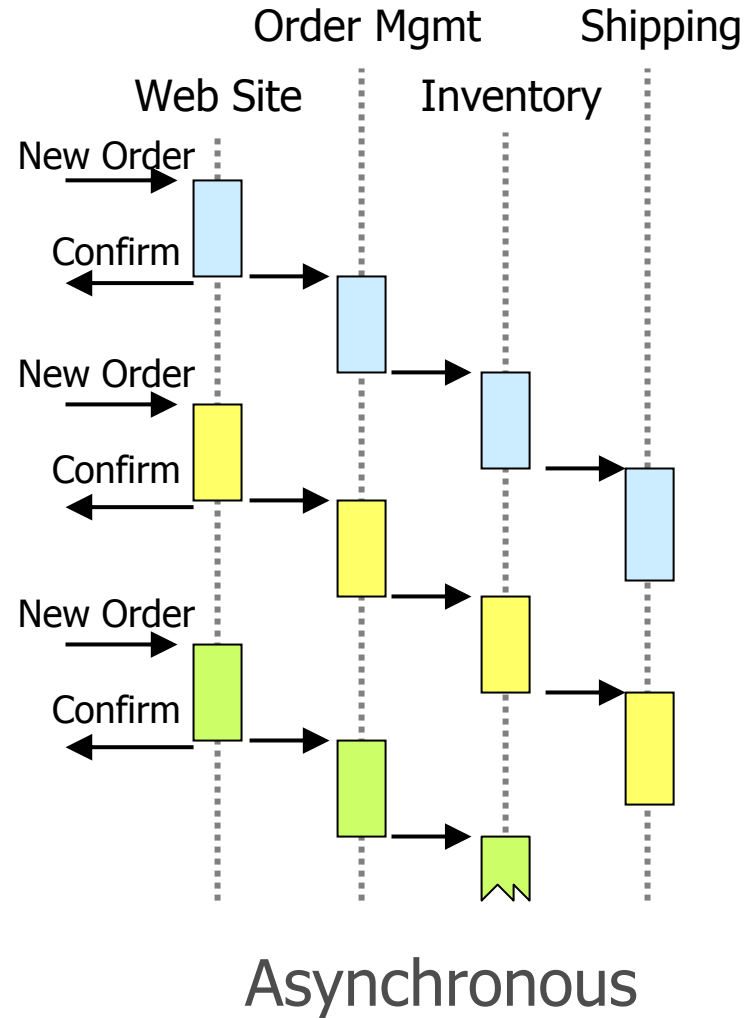 Order Mgmt Shipping
Web Site Inventory
New Order
Confirm
New Order
Confirm
New Order
Confirm
Asynchronous